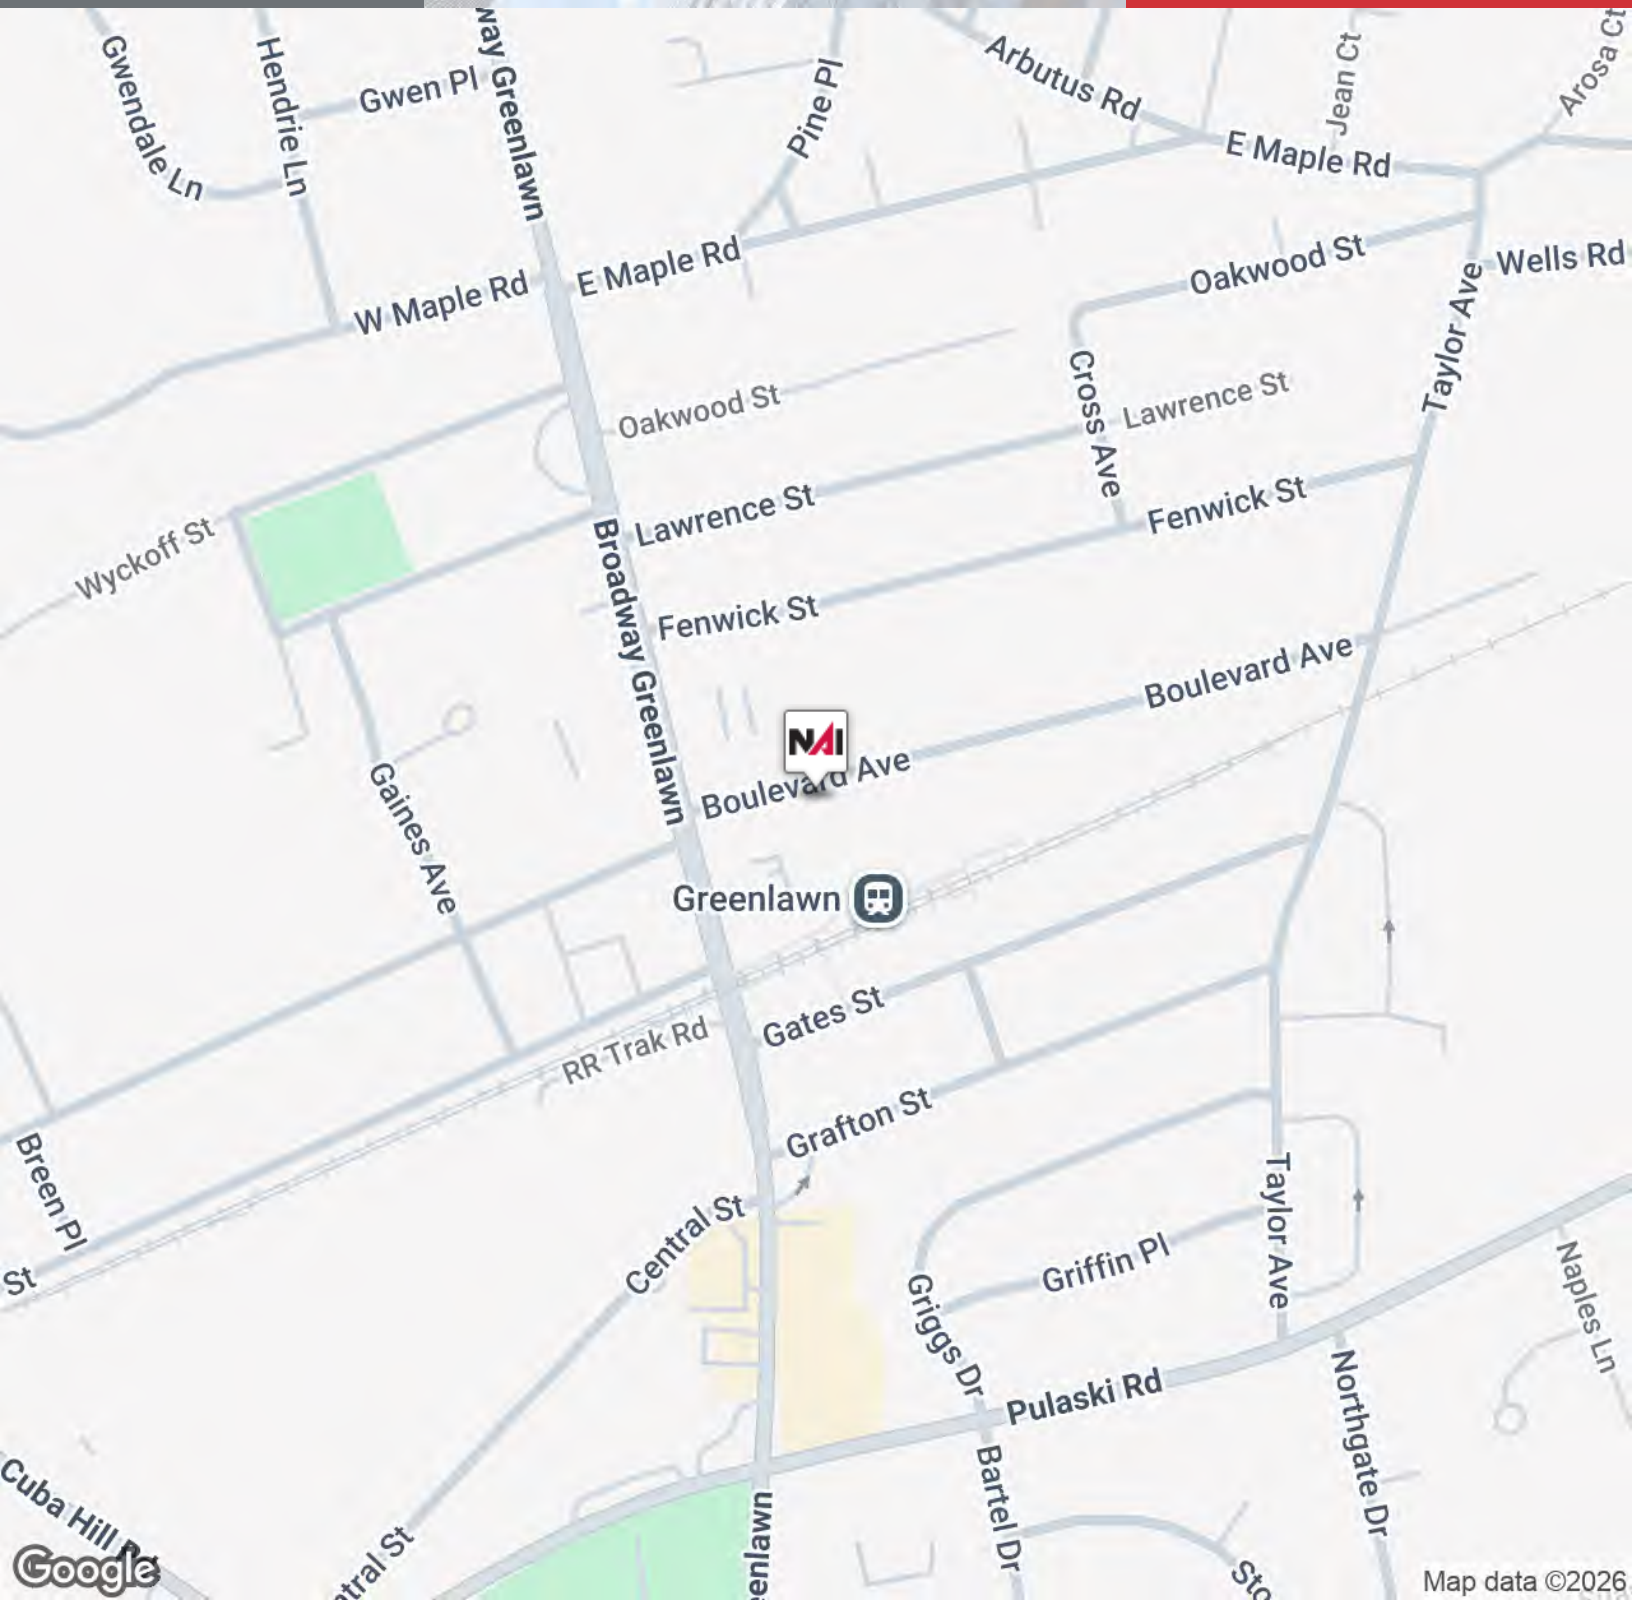 way Greenlawn
Gwendale Ln
Hendrie Ln
Gwen Pl
Pine Pl
Arbutus Rd
Jean Ct
Arosa Ct
E Maple Rd
E Maple Rd
W Maple Rd
Oakwood St
Wells Rd
Taylor Ave
Cross Ave
Oakwood St
Lawrence St
Lawrence St
Fenwick St
Wyckoff St
Broadway Greenlawn
Fenwick St
Boulevard Ave
NAI
Boulevard Ave
Gaines Ave
Greenlawn
Gates St
RR Trak Rd
Grafton St
Breen Pl
St
Central St
Taylor Ave
Griffin Pl
Griggs Dr
Naples Ln
Pulaski Rd
Northgate Dr
Bartel Dr
Cuba Hill Rd
ntral St
eenlawn
Sto
Google
Map data ©2026